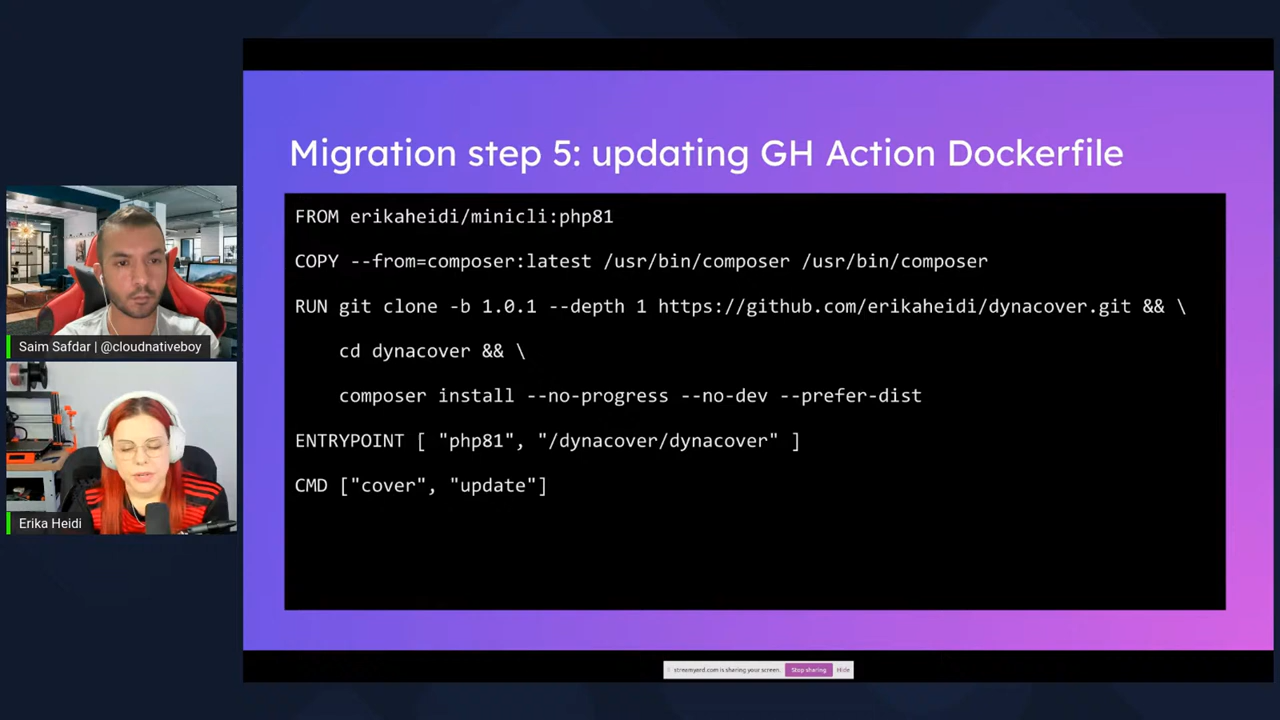 Migration step 5: updating GH Action Dockerfile
FROM erikaheidi/minicli:php81
COPY --from=composer:latest /usr/bin/composer /usr/bin/composer
RUN git clone -b 1.0.1 --depth 1 https://github.com/erikaheidi/dynacover.git && \
cd dynacover && \
composer install --no-progress --no-dev --prefer-dist
ENTRYPOINT [ "php81", "/dynacover/dynacover" ]
CMD ["cover", "update"]
Saim Safdar | @cloudnativeboy
Erika Heidi
streamyard.com is sharing your screen. Stop sharing Hide